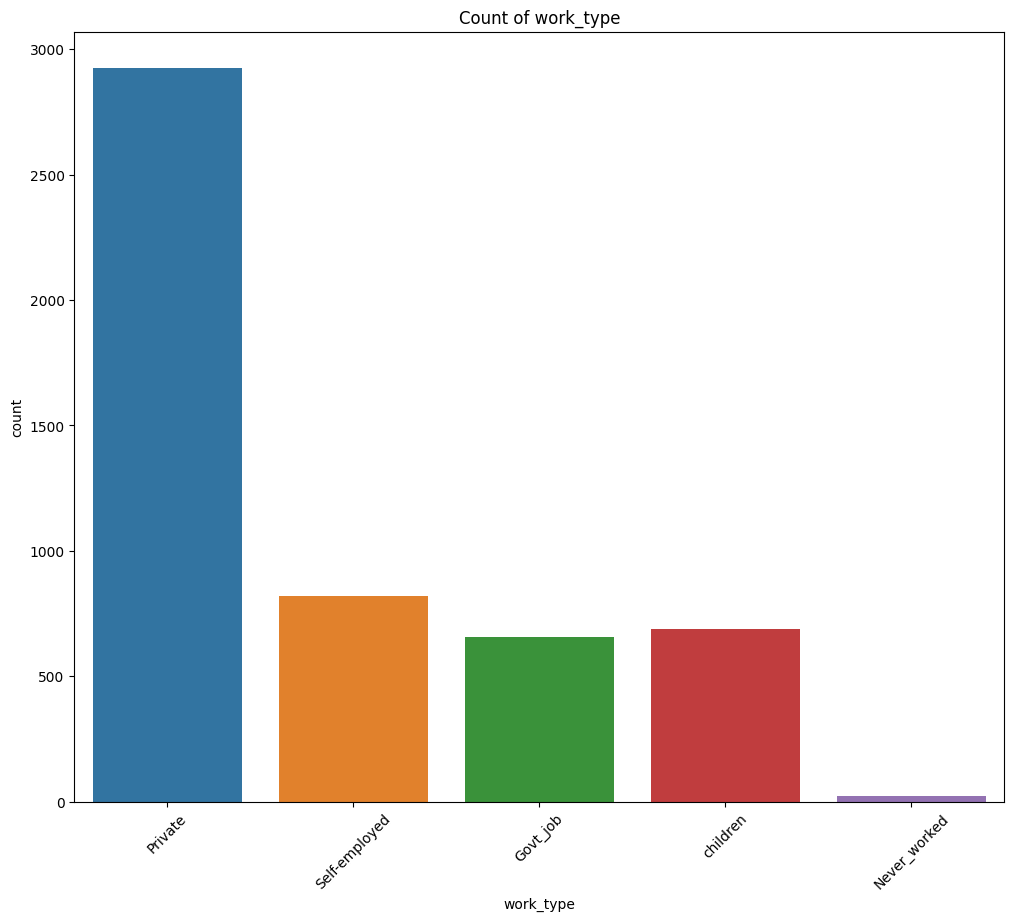 Count of work_type
3000
2500
2000
1500
1000
500
0
count
Private
Self-employed
Govt_job
children
Never_worked
work_type